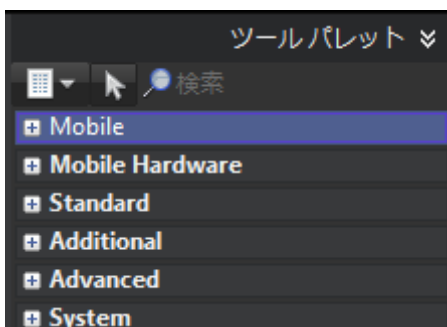 ツール パレット
検索
Mobile
Mobile Hardware
Standard
Additional
Advanced
System